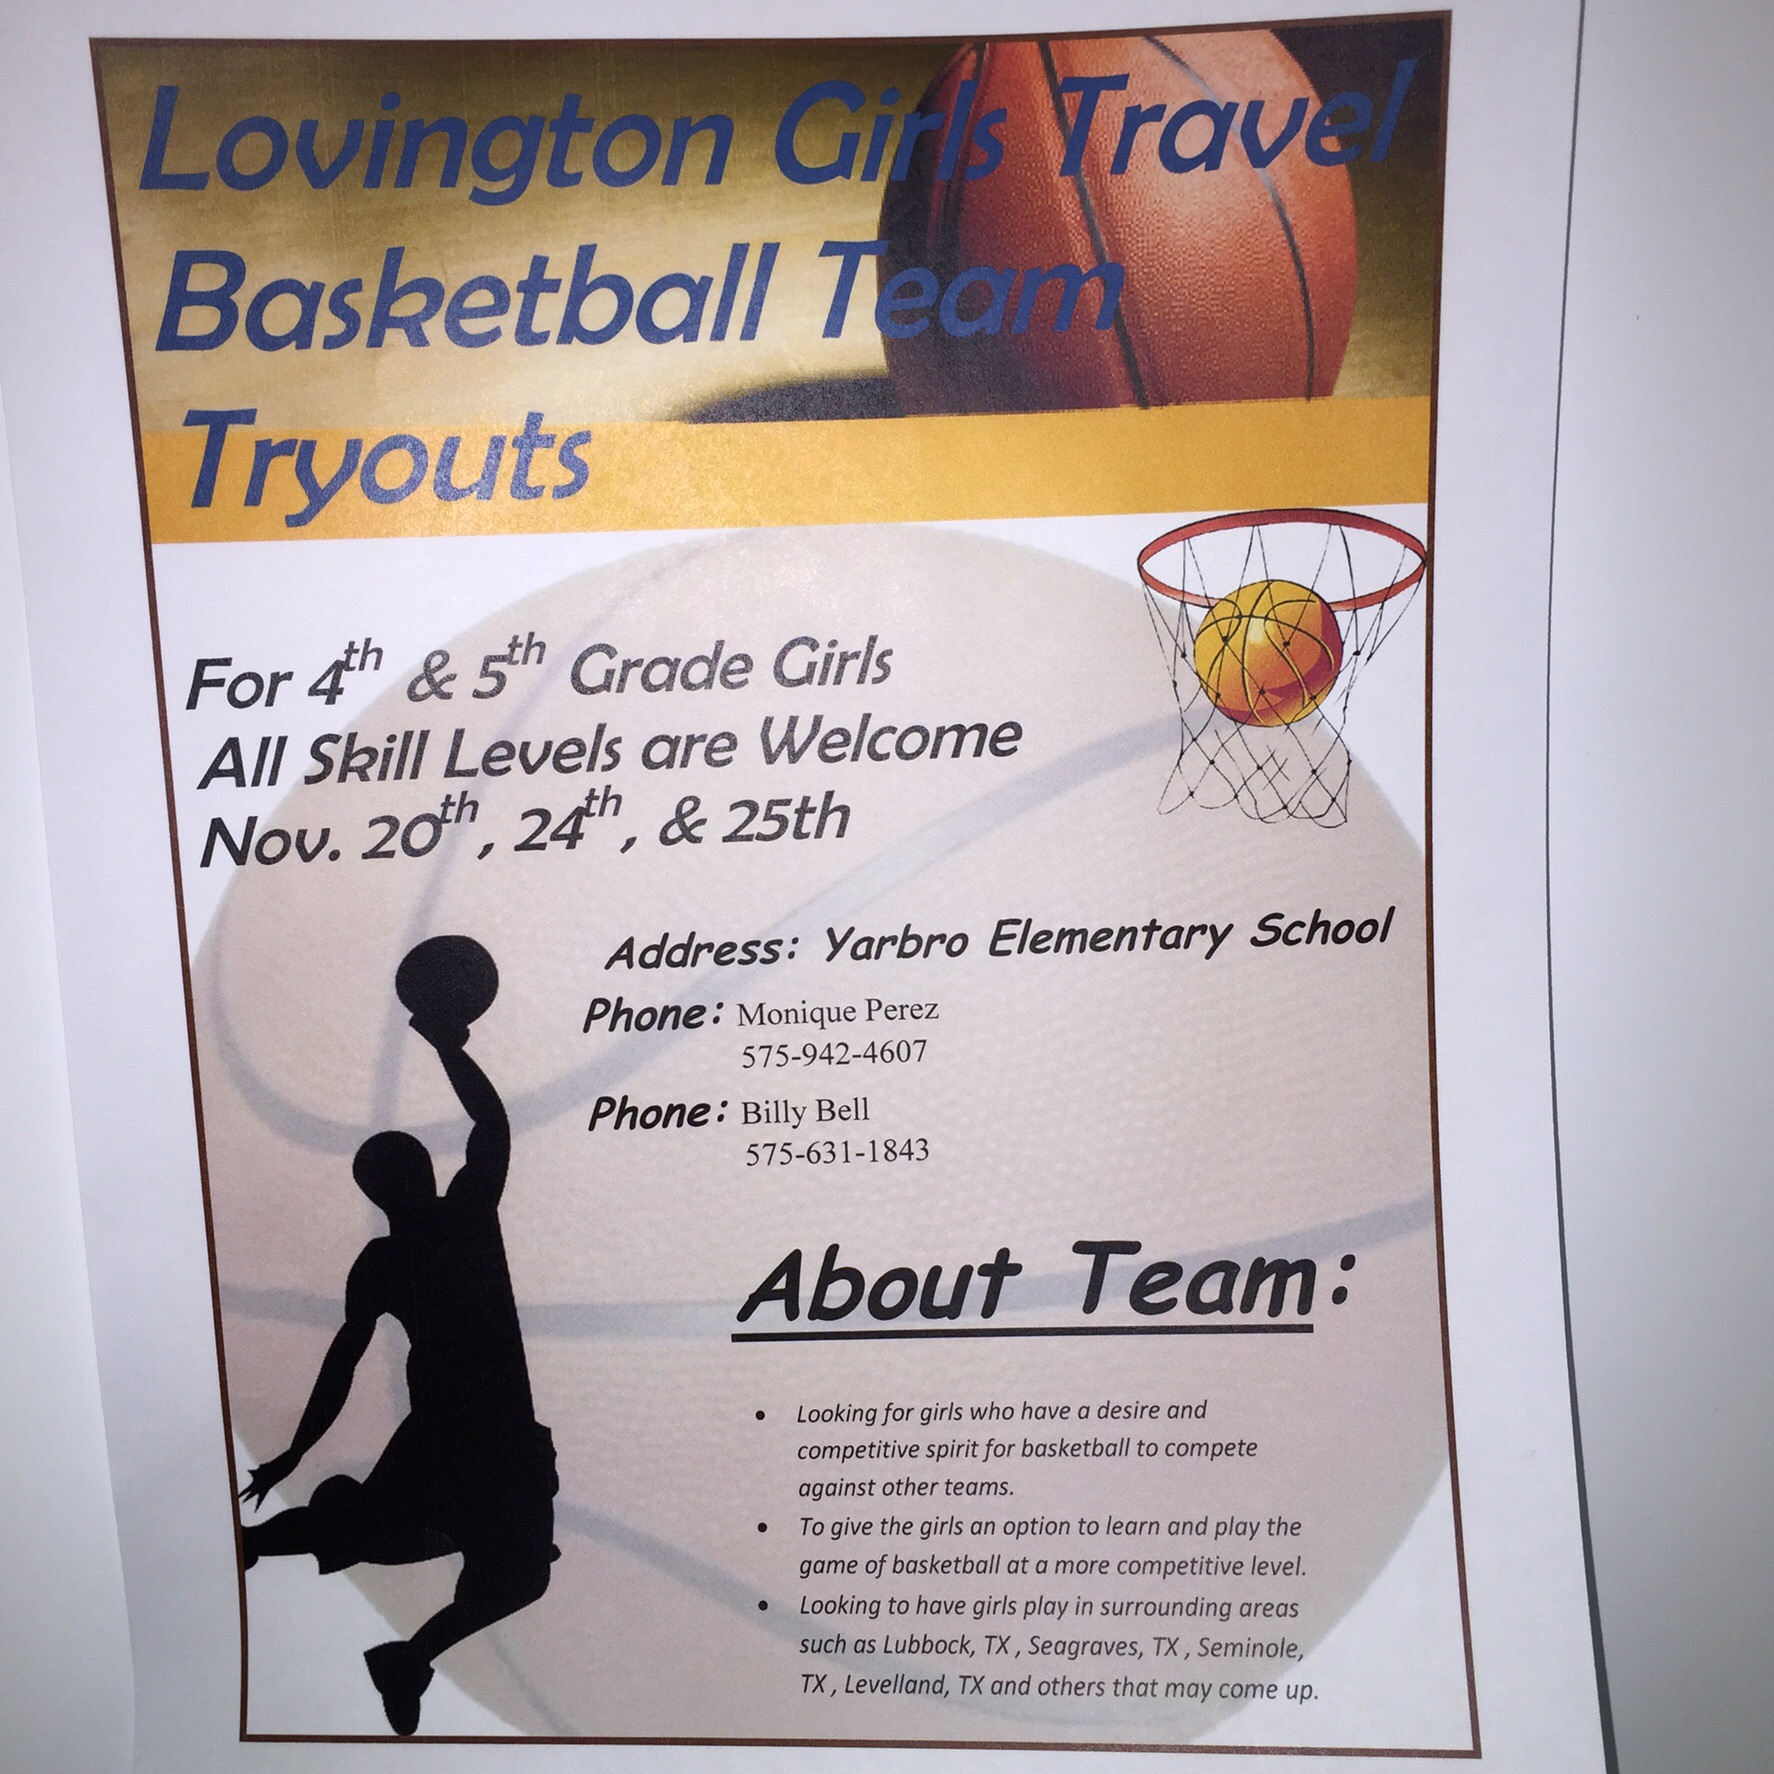 Lovington Girls Travel
Basketball Team
Tryouts
For 4th & 5th Grade Girls
All Skill Levels are Welcome
Nov. 20th, 24th, & 25th
Address: Yarbro Elementary School
Phone: Monique Perez
575-942-4607
Phone: Billy Bell
575-631-1843
About Team:
• Looking for girls who have a desire and
competitive spirit for basketball to compete
against other teams.
• To give the girls an option to learn and play the
game of basketball at a more competitive level.
• Looking to have girls play in surrounding areas
such as Lubbock, TX , Seagraves, TX , Seminole,
TX , Levelland, TX and others that may come up.